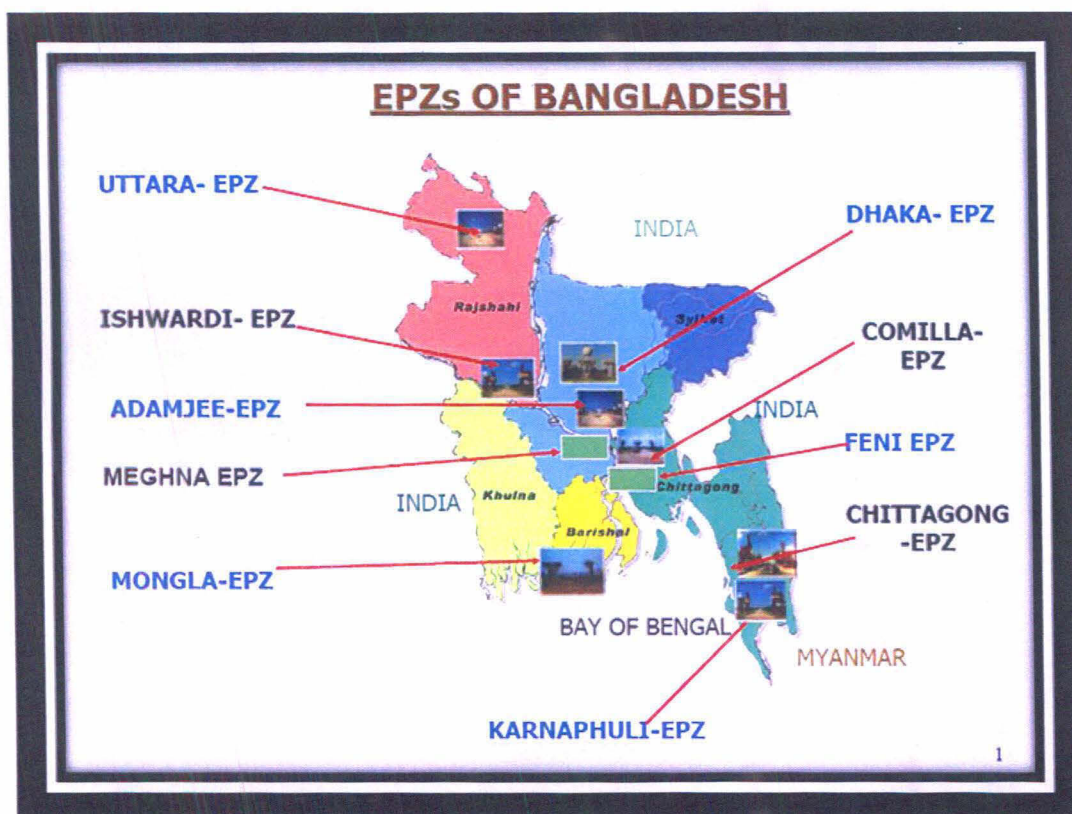 EPZs OF BANGLADESH
UTTARA- EPZ
DHAKA- EPZ
INDIA
Rajshahi
Sylhet
ISHWARDI- EPZ
COMILLA-
EPZ
ADAMJEE-EPZ
INDIA
FENI EPZ
MEGHNA EPZ
Chittagong
Khulna
INDIA
CHITTAGONG
-EPZ
Barishal
MONGLA-EPZ
BAY OF BENGAL
MYANMAR
KARNAPHULI-EPZ
1